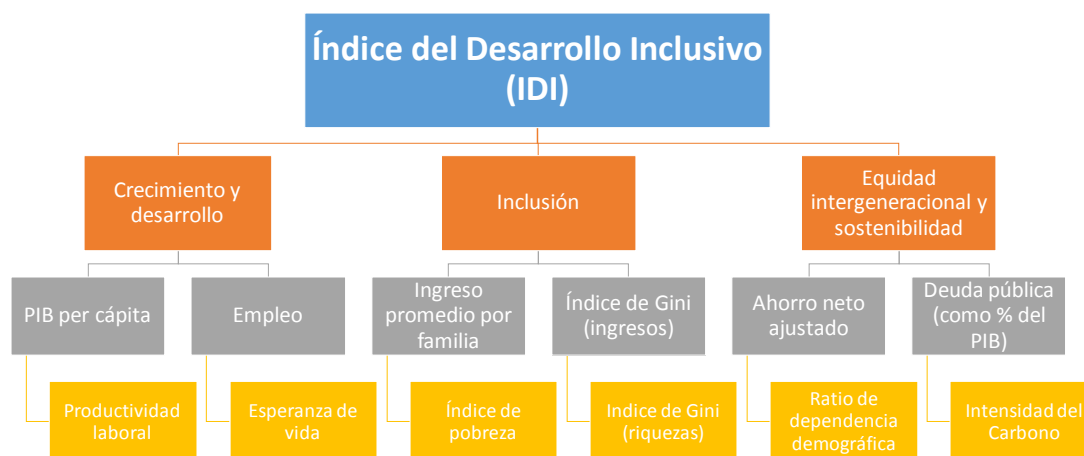 Índice del Desarrollo Inclusivo
(IDI)
Crecimiento y
desarrollo
Inclusión
Equidad
intergeneracional y
sostenibilidad
PIB per cápita
Empleo
Ingreso
promedio por
familia
Índice de Gini
(ingresos)
Ahorro neto
ajustado
Deuda pública
(como % del
PIB)
Productividad
laboral
Esperanza de
vida
Índice de
pobreza
Indice de Gini
(riquezas)
Ratio de
dependencia
demográfica
Intensidad del
Carbono